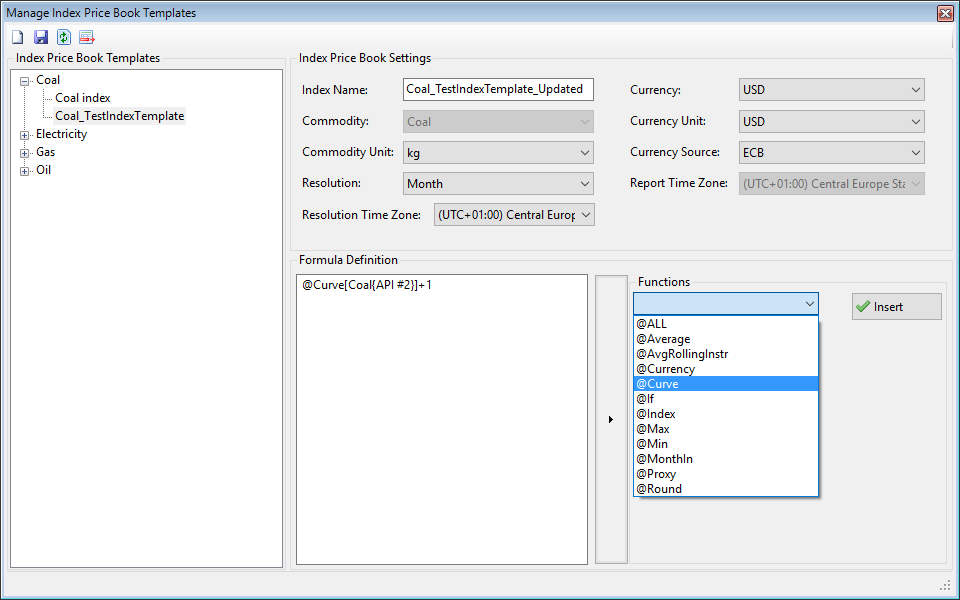 Manage Index Price Book Templates
Index Price Book Templates
Coal
Coal index
Coal_TestIndexTemplate
Electricity
Gas
Oil
Index Price Book Settings
Index Name: Coal_TestIndexTemplate_Updated
Commodity: Coal
Commodity Unit: kg
Resolution: Month
Resolution Time Zone: (UTC+01:00) Central Europ
Currency: USD
Currency Unit: USD
Currency Source: ECB
Report Time Zone: (UTC+01:00) Central Europe Sta
Formula Definition
@Curve[Coal{API #2}]+1
Functions
Insert
@ALL
@Average
@AvgRollingInstr
@Currency
@Curve
@If
@Index
@Max
@Min
@MonthIn
@Proxy
@Round